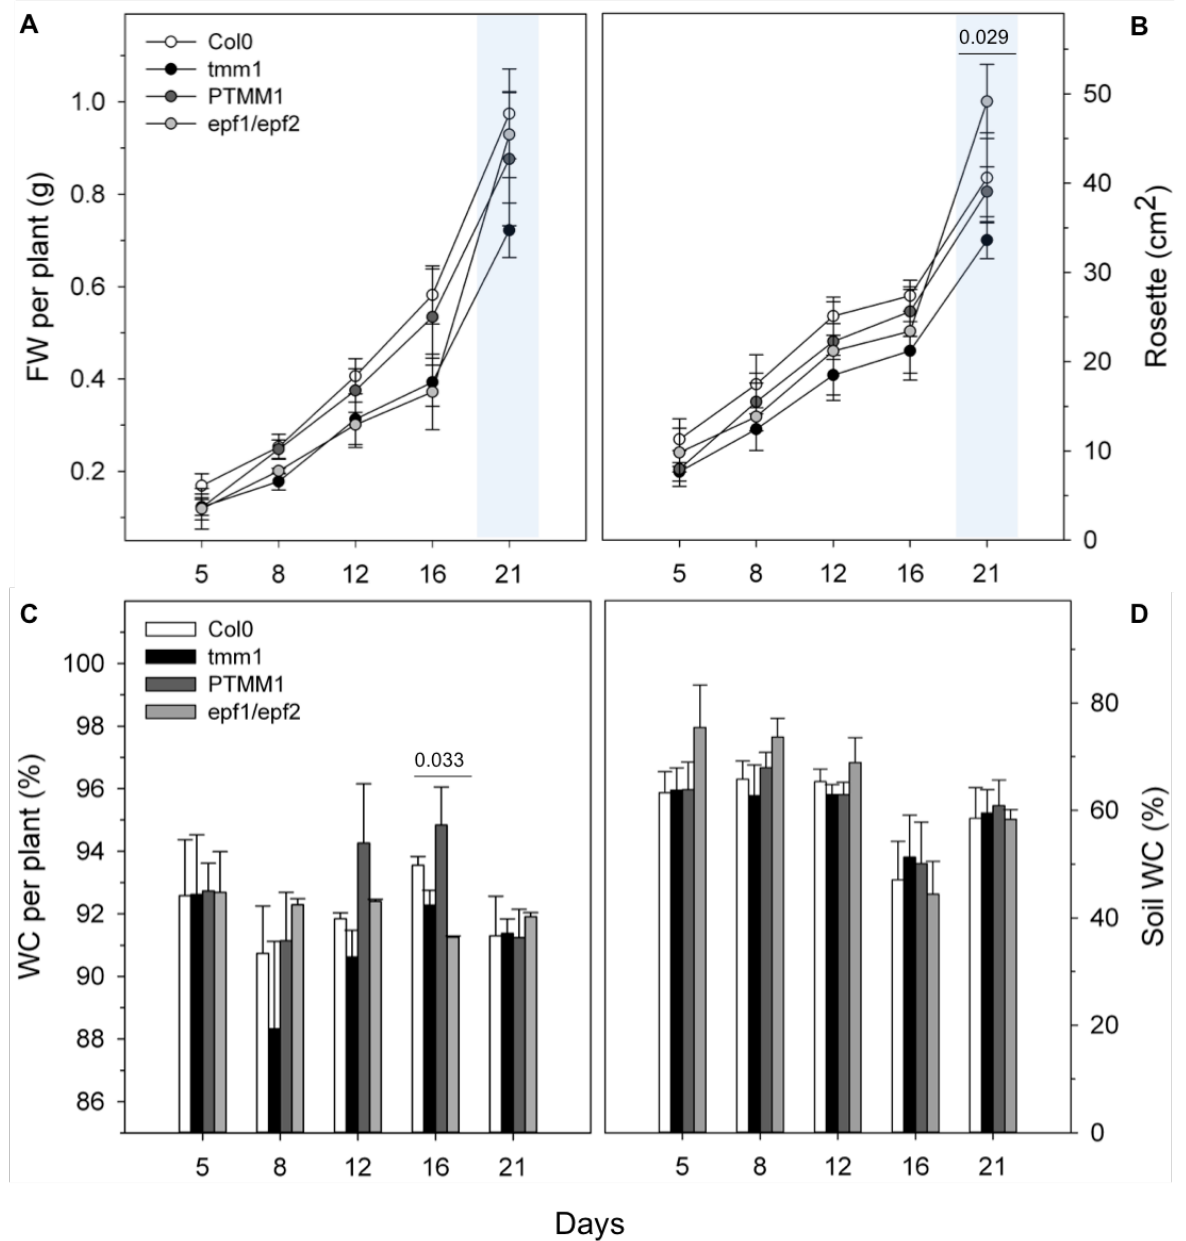 A
Col0
tmm1
PTMM1
epf1/epf2
1.0
0.8
0.6
0.4
0.2
FW per plant (g)
5 8 12 16 21
B
0.029
50
40
30
20
10
0
Rosette (cm2)
5 8 12 16 21
C
Col0
tmm1
PTMM1
epf1/epf2
0.033
100
98
96
94
92
90
88
86
WC per plant (%)
5 8 12 16 21
D
80
60
40
20
0
Soil WC (%)
5 8 12 16 21
Days